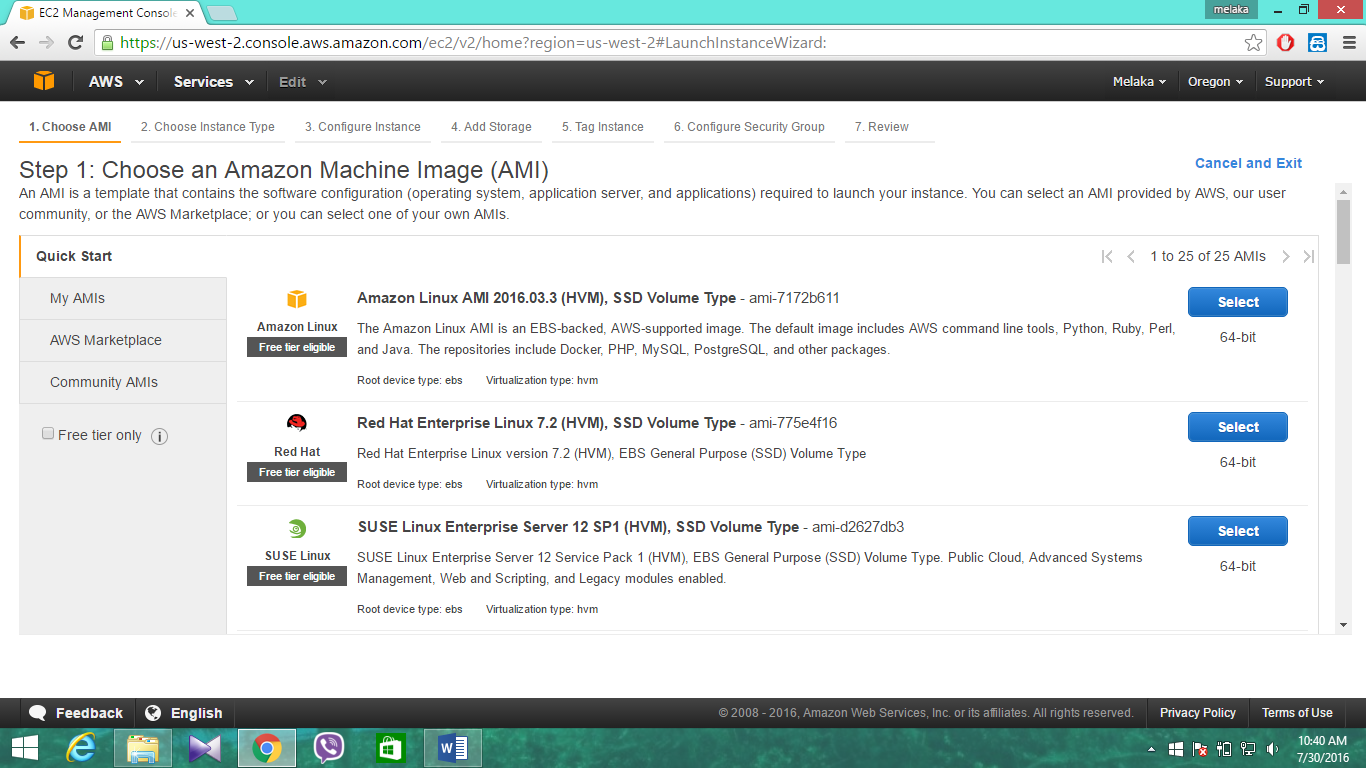 EC2 Management Console
melaka
https://us-west-2.console.aws.amazon.com/ec2/v2/home?region=us-west-2#LaunchInstanceWizard:
AWS Services Edit Melaka Oregon Support
1. Choose AMI 2. Choose Instance Type 3. Configure Instance 4. Add Storage 5. Tag Instance 6. Configure Security Group 7. Review
Step 1: Choose an Amazon Machine Image (AMI)
Cancel and Exit
An AMI is a template that contains the software configuration (operating system, application server, and applications) required to launch your instance. You can select an AMI provided by AWS, our user
community, or the AWS Marketplace; or you can select one of your own AMIs.
Quick Start
My AMIs
AWS Marketplace
Community AMIs
Free tier only
1 to 25 of 25 AMIs
Amazon Linux
Free tier eligible
Amazon Linux AMI 2016.03.3 (HVM), SSD Volume Type - ami-7172b611
The Amazon Linux AMI is an EBS-backed, AWS-supported image. The default image includes AWS command line tools, Python, Ruby, Perl,
and Java. The repositories include Docker, PHP, MySQL, PostgreSQL, and other packages.
Root device type: ebs Virtualization type: hvm
Select
64-bit
Red Hat
Free tier eligible
Red Hat Enterprise Linux 7.2 (HVM), SSD Volume Type - ami-775e4f16
Red Hat Enterprise Linux version 7.2 (HVM), EBS General Purpose (SSD) Volume Type
Root device type: ebs Virtualization type: hvm
Select
64-bit
SUSE Linux
Free tier eligible
SUSE Linux Enterprise Server 12 SP1 (HVM), SSD Volume Type - ami-d2627db3
SUSE Linux Enterprise Server 12 Service Pack 1 (HVM), EBS General Purpose (SSD) Volume Type. Public Cloud, Advanced Systems
Management, Web and Scripting, and Legacy modules enabled.
Root device type: ebs Virtualization type: hvm
Select
64-bit
Feedback English © 2008 - 2016, Amazon Web Services, Inc. or its affiliates. All rights reserved. Privacy Policy Terms of Use
10:40 AM
7/30/2016